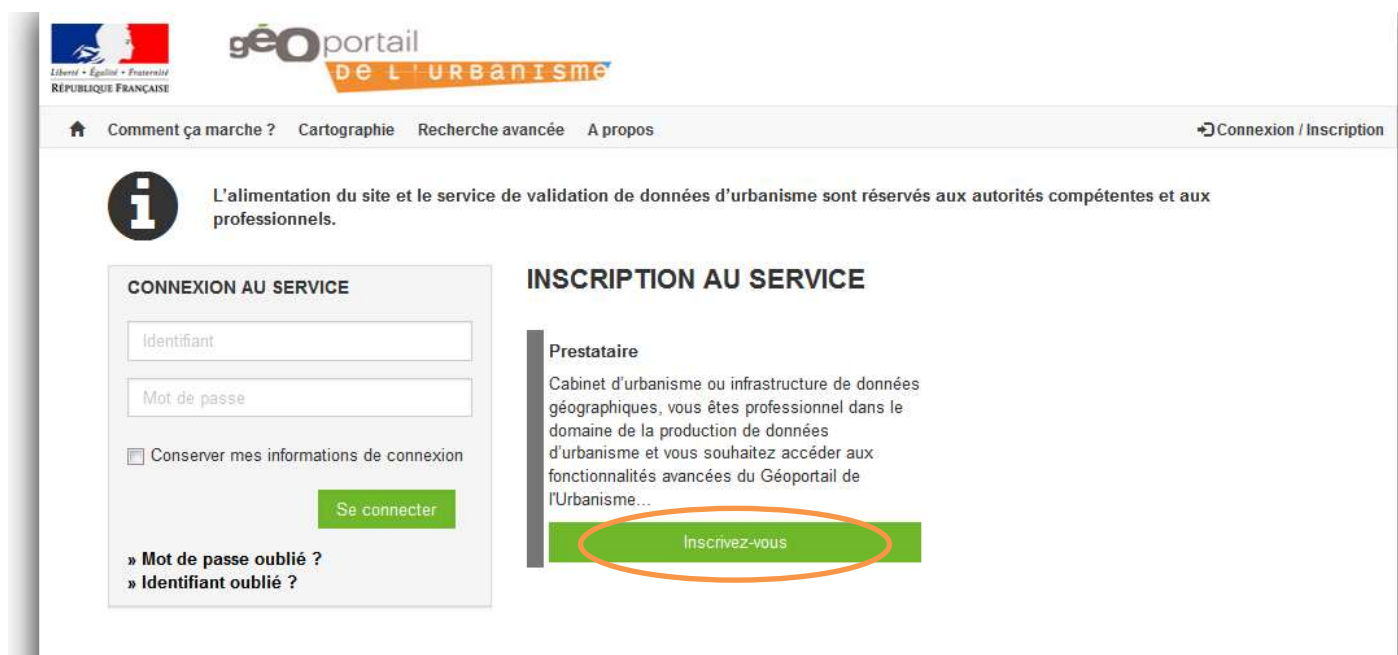 Liberté • Égalité • Fraternité
RÉPUBLIQUE FRANÇAISE
géOportail
De L'URBanIsme
Comment ça marche ? Cartographie Recherche avancée A propos Connexion / Inscription
L'alimentation du site et le service de validation de données d'urbanisme sont réservés aux autorités compétentes et aux
professionnels.
CONNEXION AU SERVICE
Identifiant
Mot de passe
Conserver mes informations de connexion
Se connecter
» Mot de passe oublié ?
» Identifiant oublié ?
INSCRIPTION AU SERVICE
Prestataire
Cabinet d'urbanisme ou infrastructure de données
géographiques, vous êtes professionnel dans le
domaine de la production de données
d'urbanisme et vous souhaitez accéder aux
fonctionnalités avancées du Géoportail de
l'Urbanisme...
Inscrivez-vous